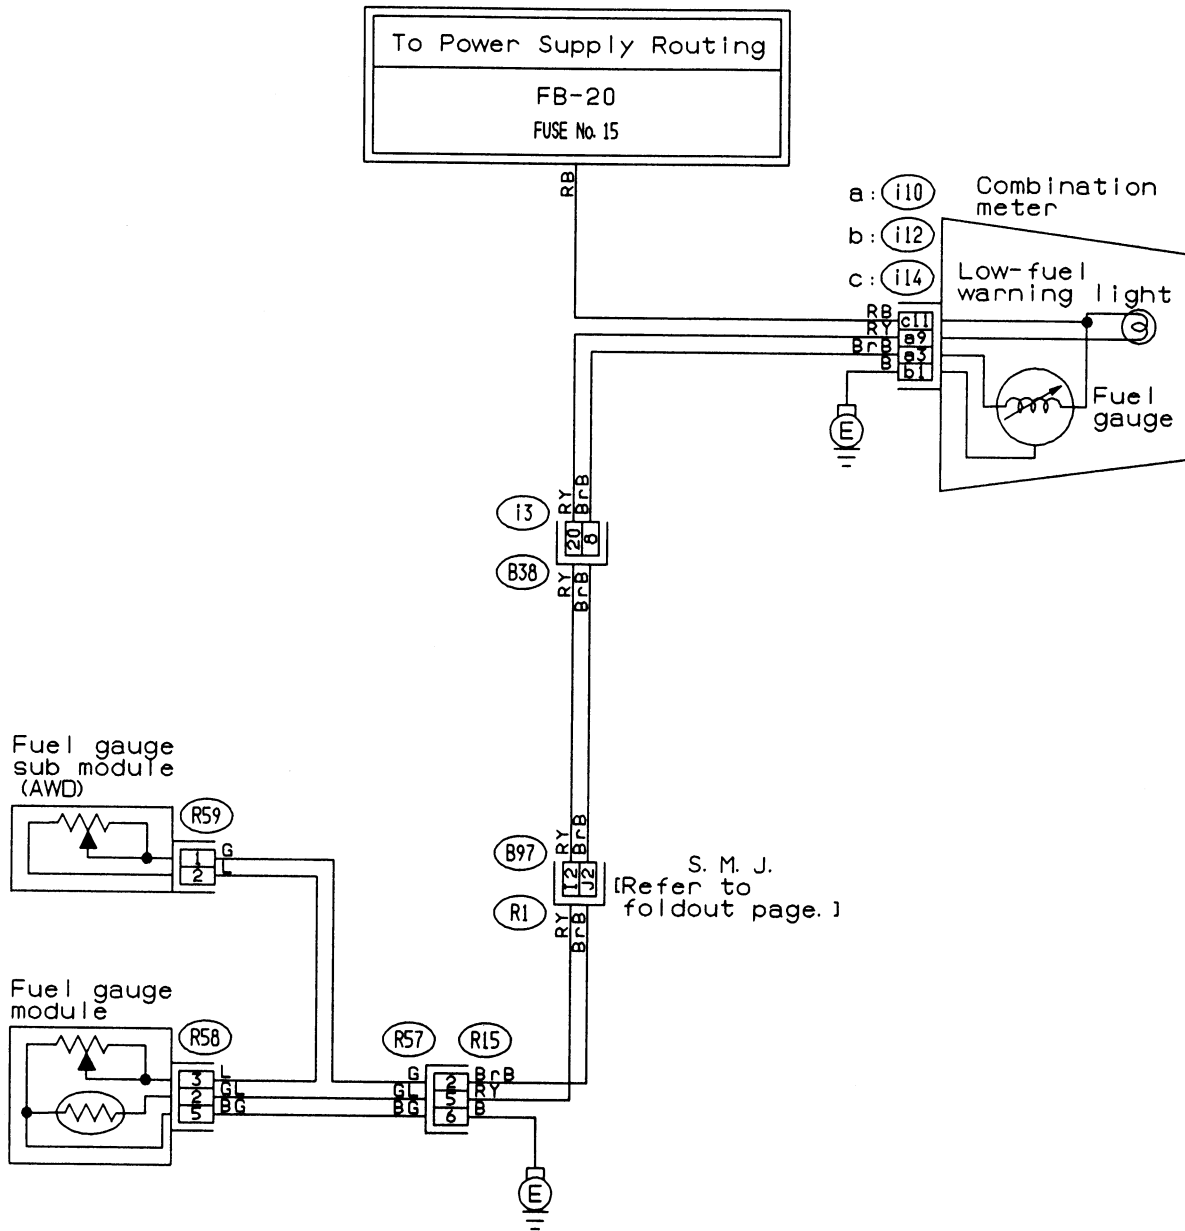 To Power Supply Routing
FB-20
FUSE No. 15
RB
a: i10
b: i12
c: i14
Combination
meter
Low-fuel
warning light
RB
RY
BrB
B
c11
a9
a3
b1
E
Fuel
gauge
i3
RY
BrB
20
8
B38
RY
BrB
Fuel gauge
sub module
(AWD)
R59
1
2
G
L
B97
RY
BrB
I2
J2
R1
RY
BrB
S. M. J.
[Refer to
foldout page. ]
Fuel gauge
module
R58
3
2
5
L
GL
BG
R57
R15
G
GL
BG
2
5
6
BrB
RY
B
E